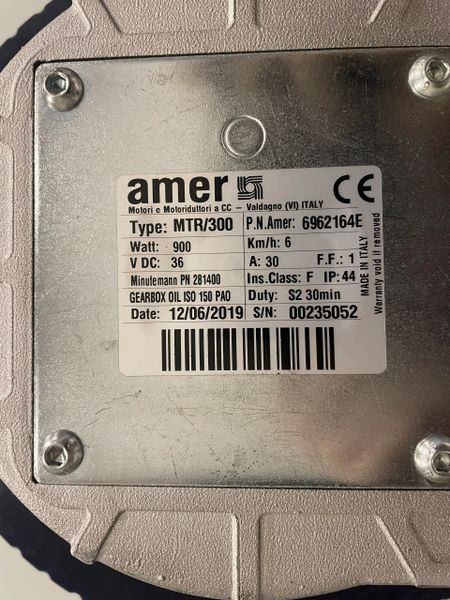 amer
CE
Motori e Motoriduttori a CC – Valdagno (VI) ITALY
Type: MTR/300 P.N.Amer: 6962164E
Watt: 900 Km/h: 6
V DC: 36 A: 30 F.F.: 1
Minutemann PN 281400 Ins.Class: F IP: 44
GEARBOX OIL ISO 150 PAO Duty: S2 30min
Date: 12/06/2019 S/N: 00235052
MADE IN ITALY
Warranty void if removed